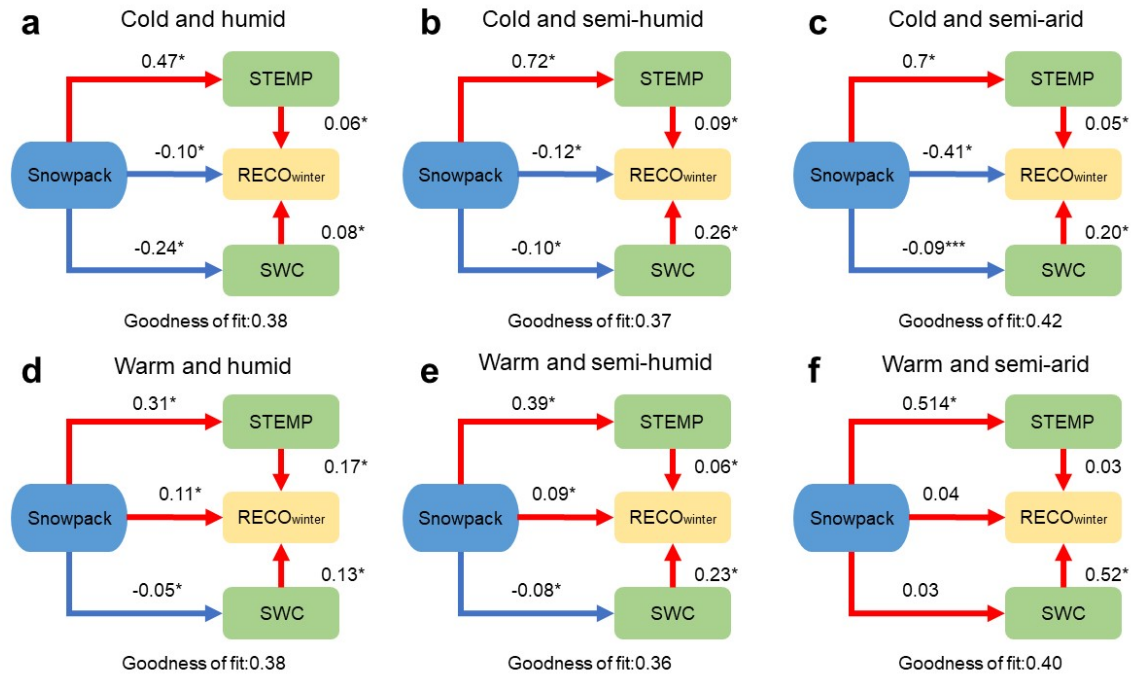 a
Cold and humid
0.47*
STEMP
0.06*
-0.10*
Snowpack
RECOwinter
0.08*
-0.24*
SWC
Goodness of fit:0.38
b
Cold and semi-humid
0.72*
STEMP
0.09*
-0.12*
Snowpack
RECOwinter
0.26*
-0.10*
SWC
Goodness of fit:0.37
c
Cold and semi-arid
0.7*
STEMP
0.05*
-0.41*
Snowpack
RECOwinter
0.20*
-0.09***
SWC
Goodness of fit:0.42
d
Warm and humid
0.31*
STEMP
0.17*
0.11*
Snowpack
RECOwinter
0.13*
-0.05*
SWC
Goodness of fit:0.38
e
Warm and semi-humid
0.39*
STEMP
0.06*
0.09*
Snowpack
RECOwinter
0.23*
-0.08*
SWC
Goodness of fit:0.36
f
Warm and semi-arid
0.514*
STEMP
0.03
0.04
Snowpack
RECOwinter
0.52*
0.03
SWC
Goodness of fit:0.40